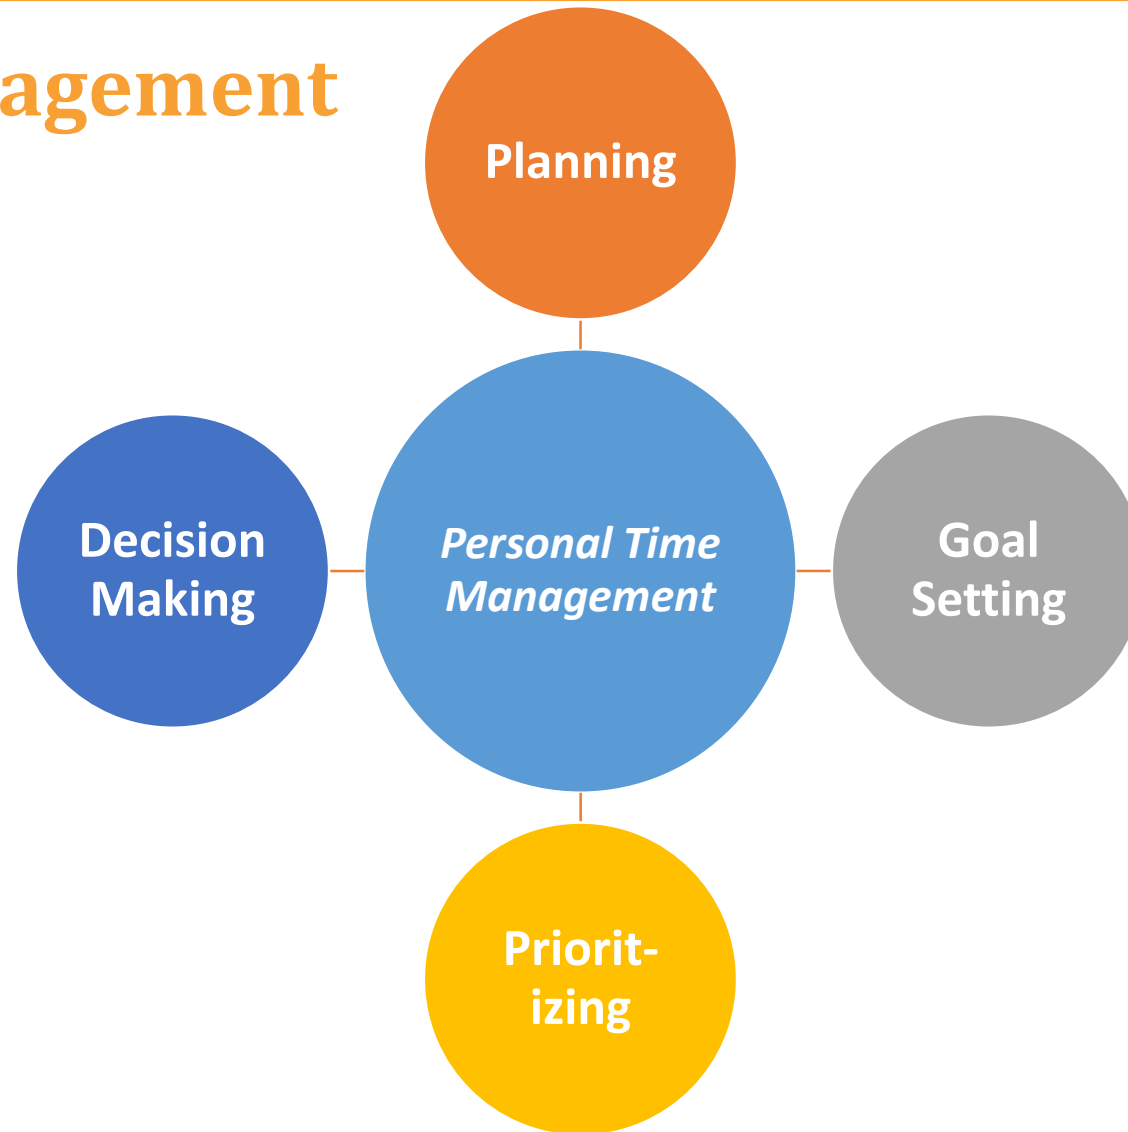 agement
Planning
Decision
Making
Personal Time
Management
Goal
Setting
Priorit-
izing